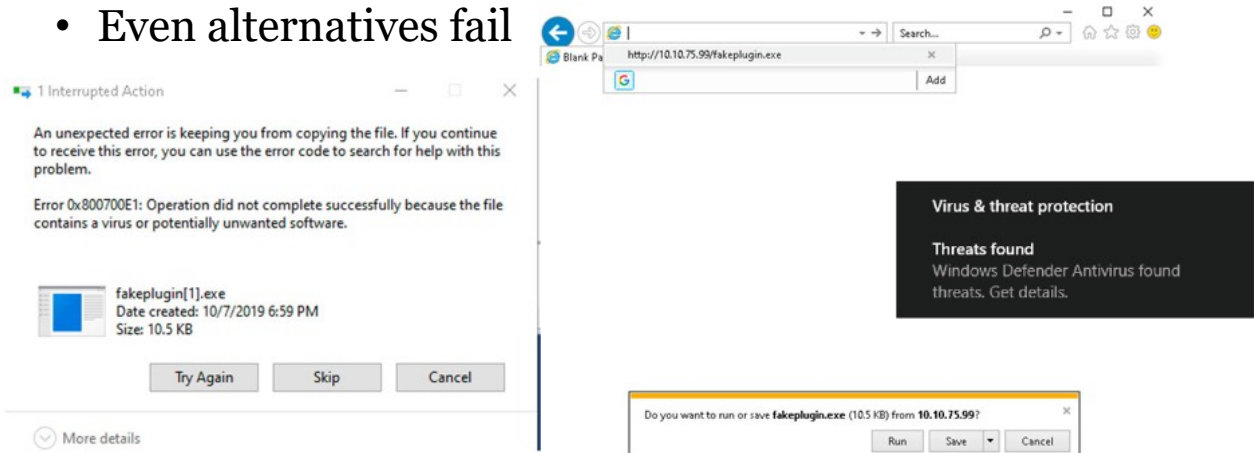 • Even alternatives fail
1 Interrupted Action
An unexpected error is keeping you from copying the file. If you continue
to receive this error, you can use the error code to search for help with this
problem.
Error 0x800700E1: Operation did not complete successfully because the file
contains a virus or potentially unwanted software.
fakeplugin[1].exe
Date created: 10/7/2019 6:59 PM
Size: 10.5 KB
Try Again
Skip
Cancel
More details
Search...
Blank Pa
http://10.10.75.99/fakeplugin.exe
G
Add
Virus & threat protection
Threats found
Windows Defender Antivirus found
threats. Get details.
Do you want to run or save fakeplugin.exe (10.5 KB) from 10.10.75.99?
Run
Save
Cancel